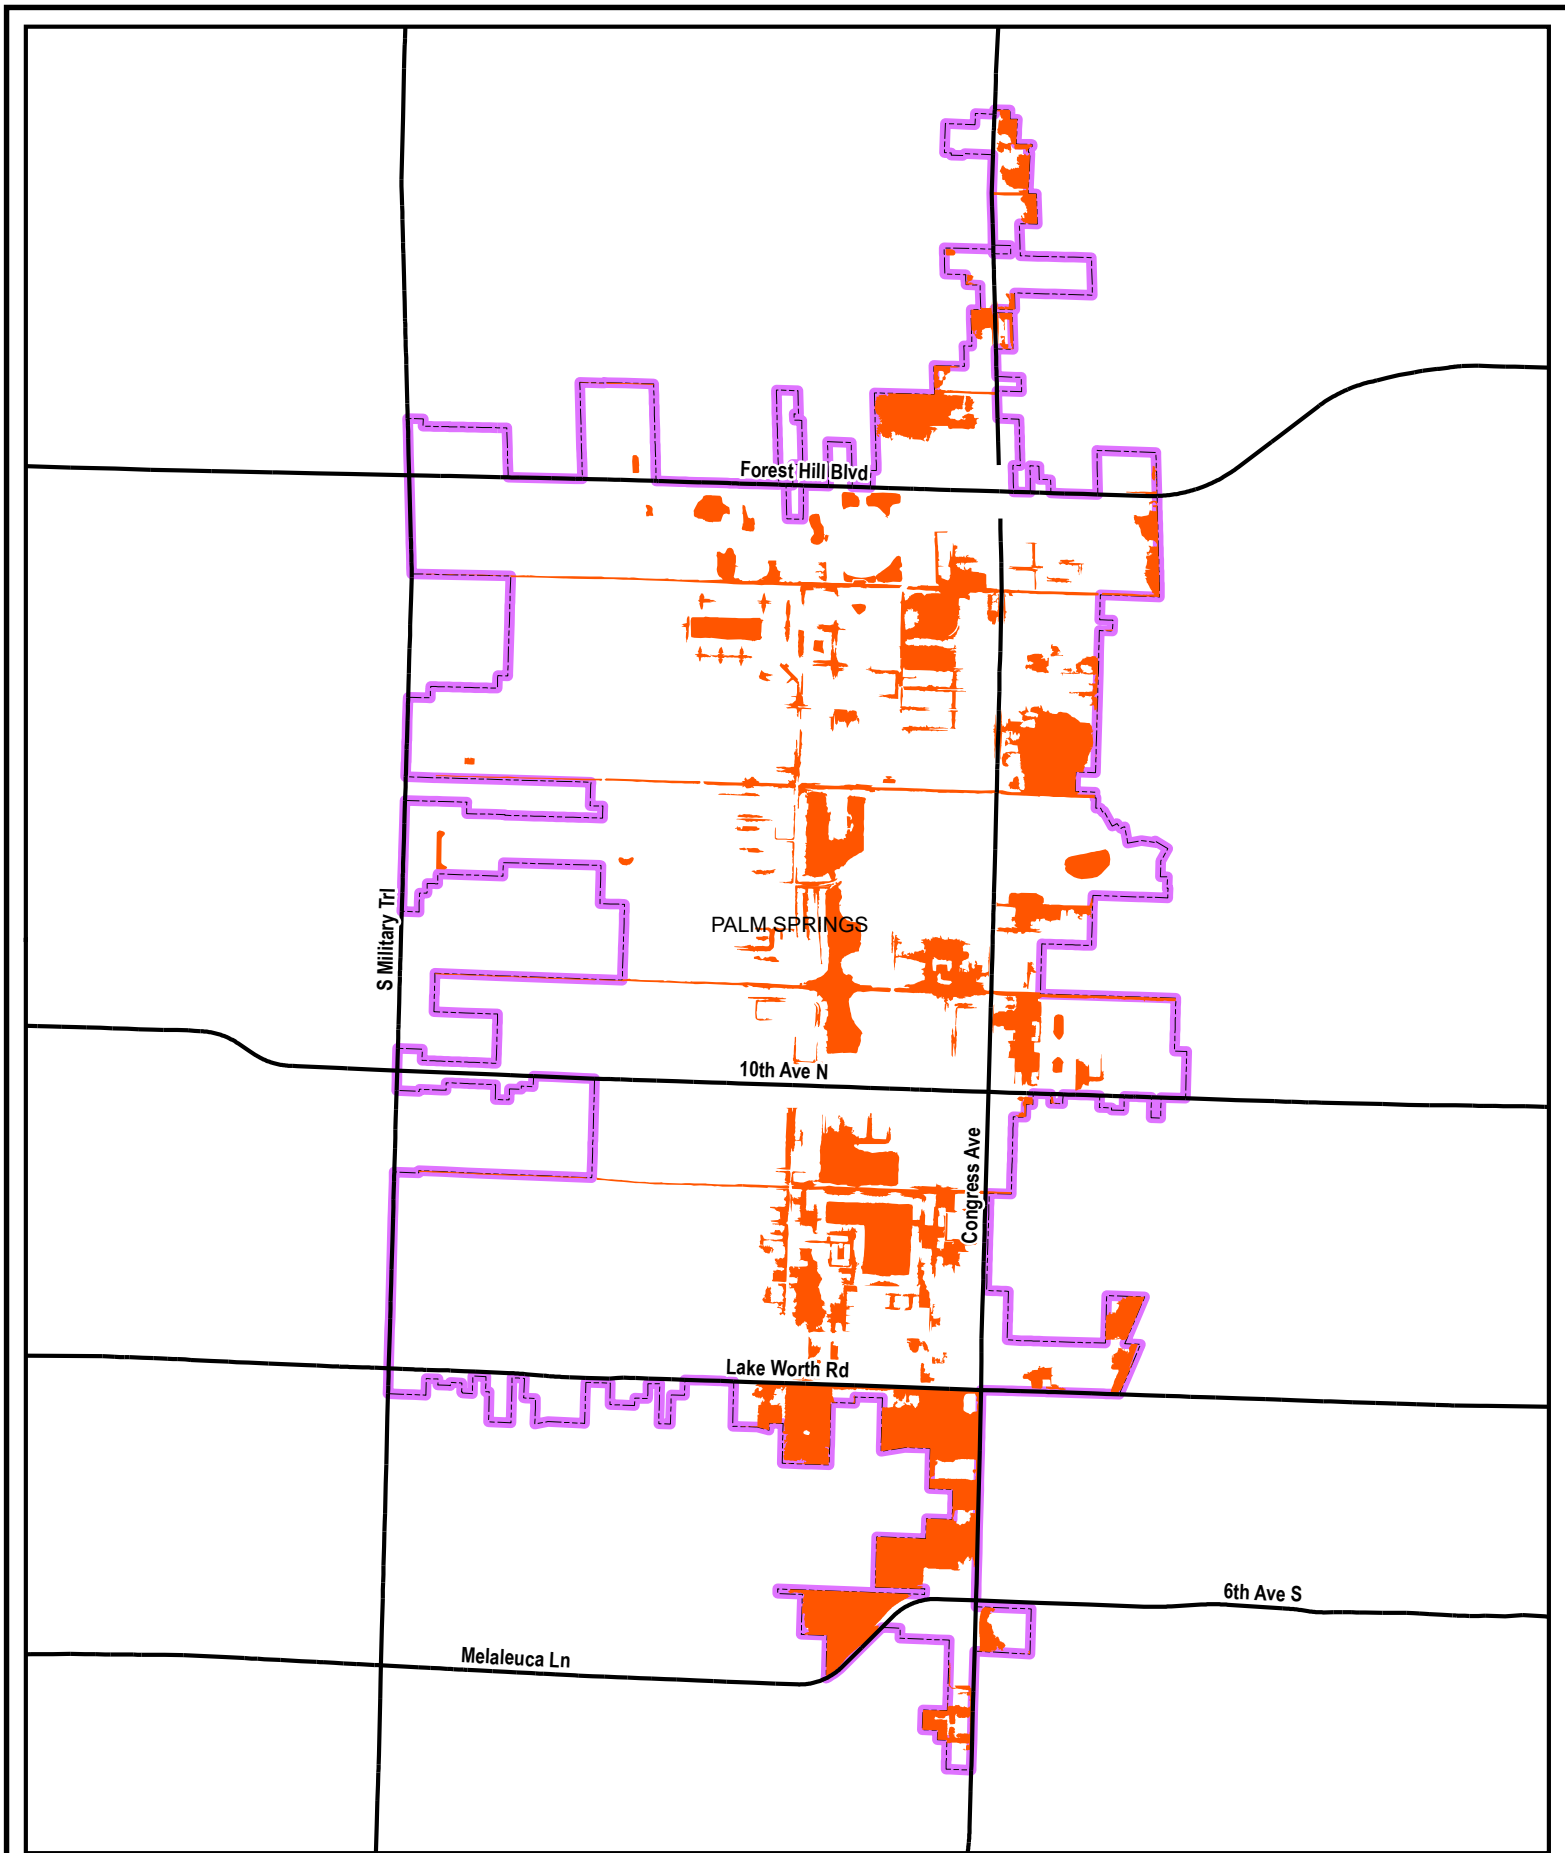 Forest Hill Blvd
S Military Trl
PALM SPRINGS
10th Ave N
Congress Ave
Lake Worth Rd
6th Ave S
Melaleuca Ln